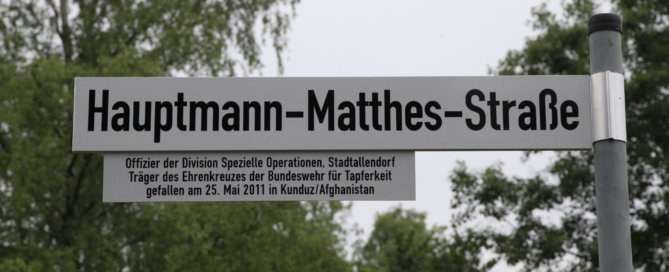 Hauptmann-Matthes-Straße
Offizier der Division Spezielle Operationen, Stadtallendorf
Träger des Ehrenkreuzes der Bundeswehr für Tapferkeit
gefallen am 25. Mai 2011 in Kunduz/Afghanistan